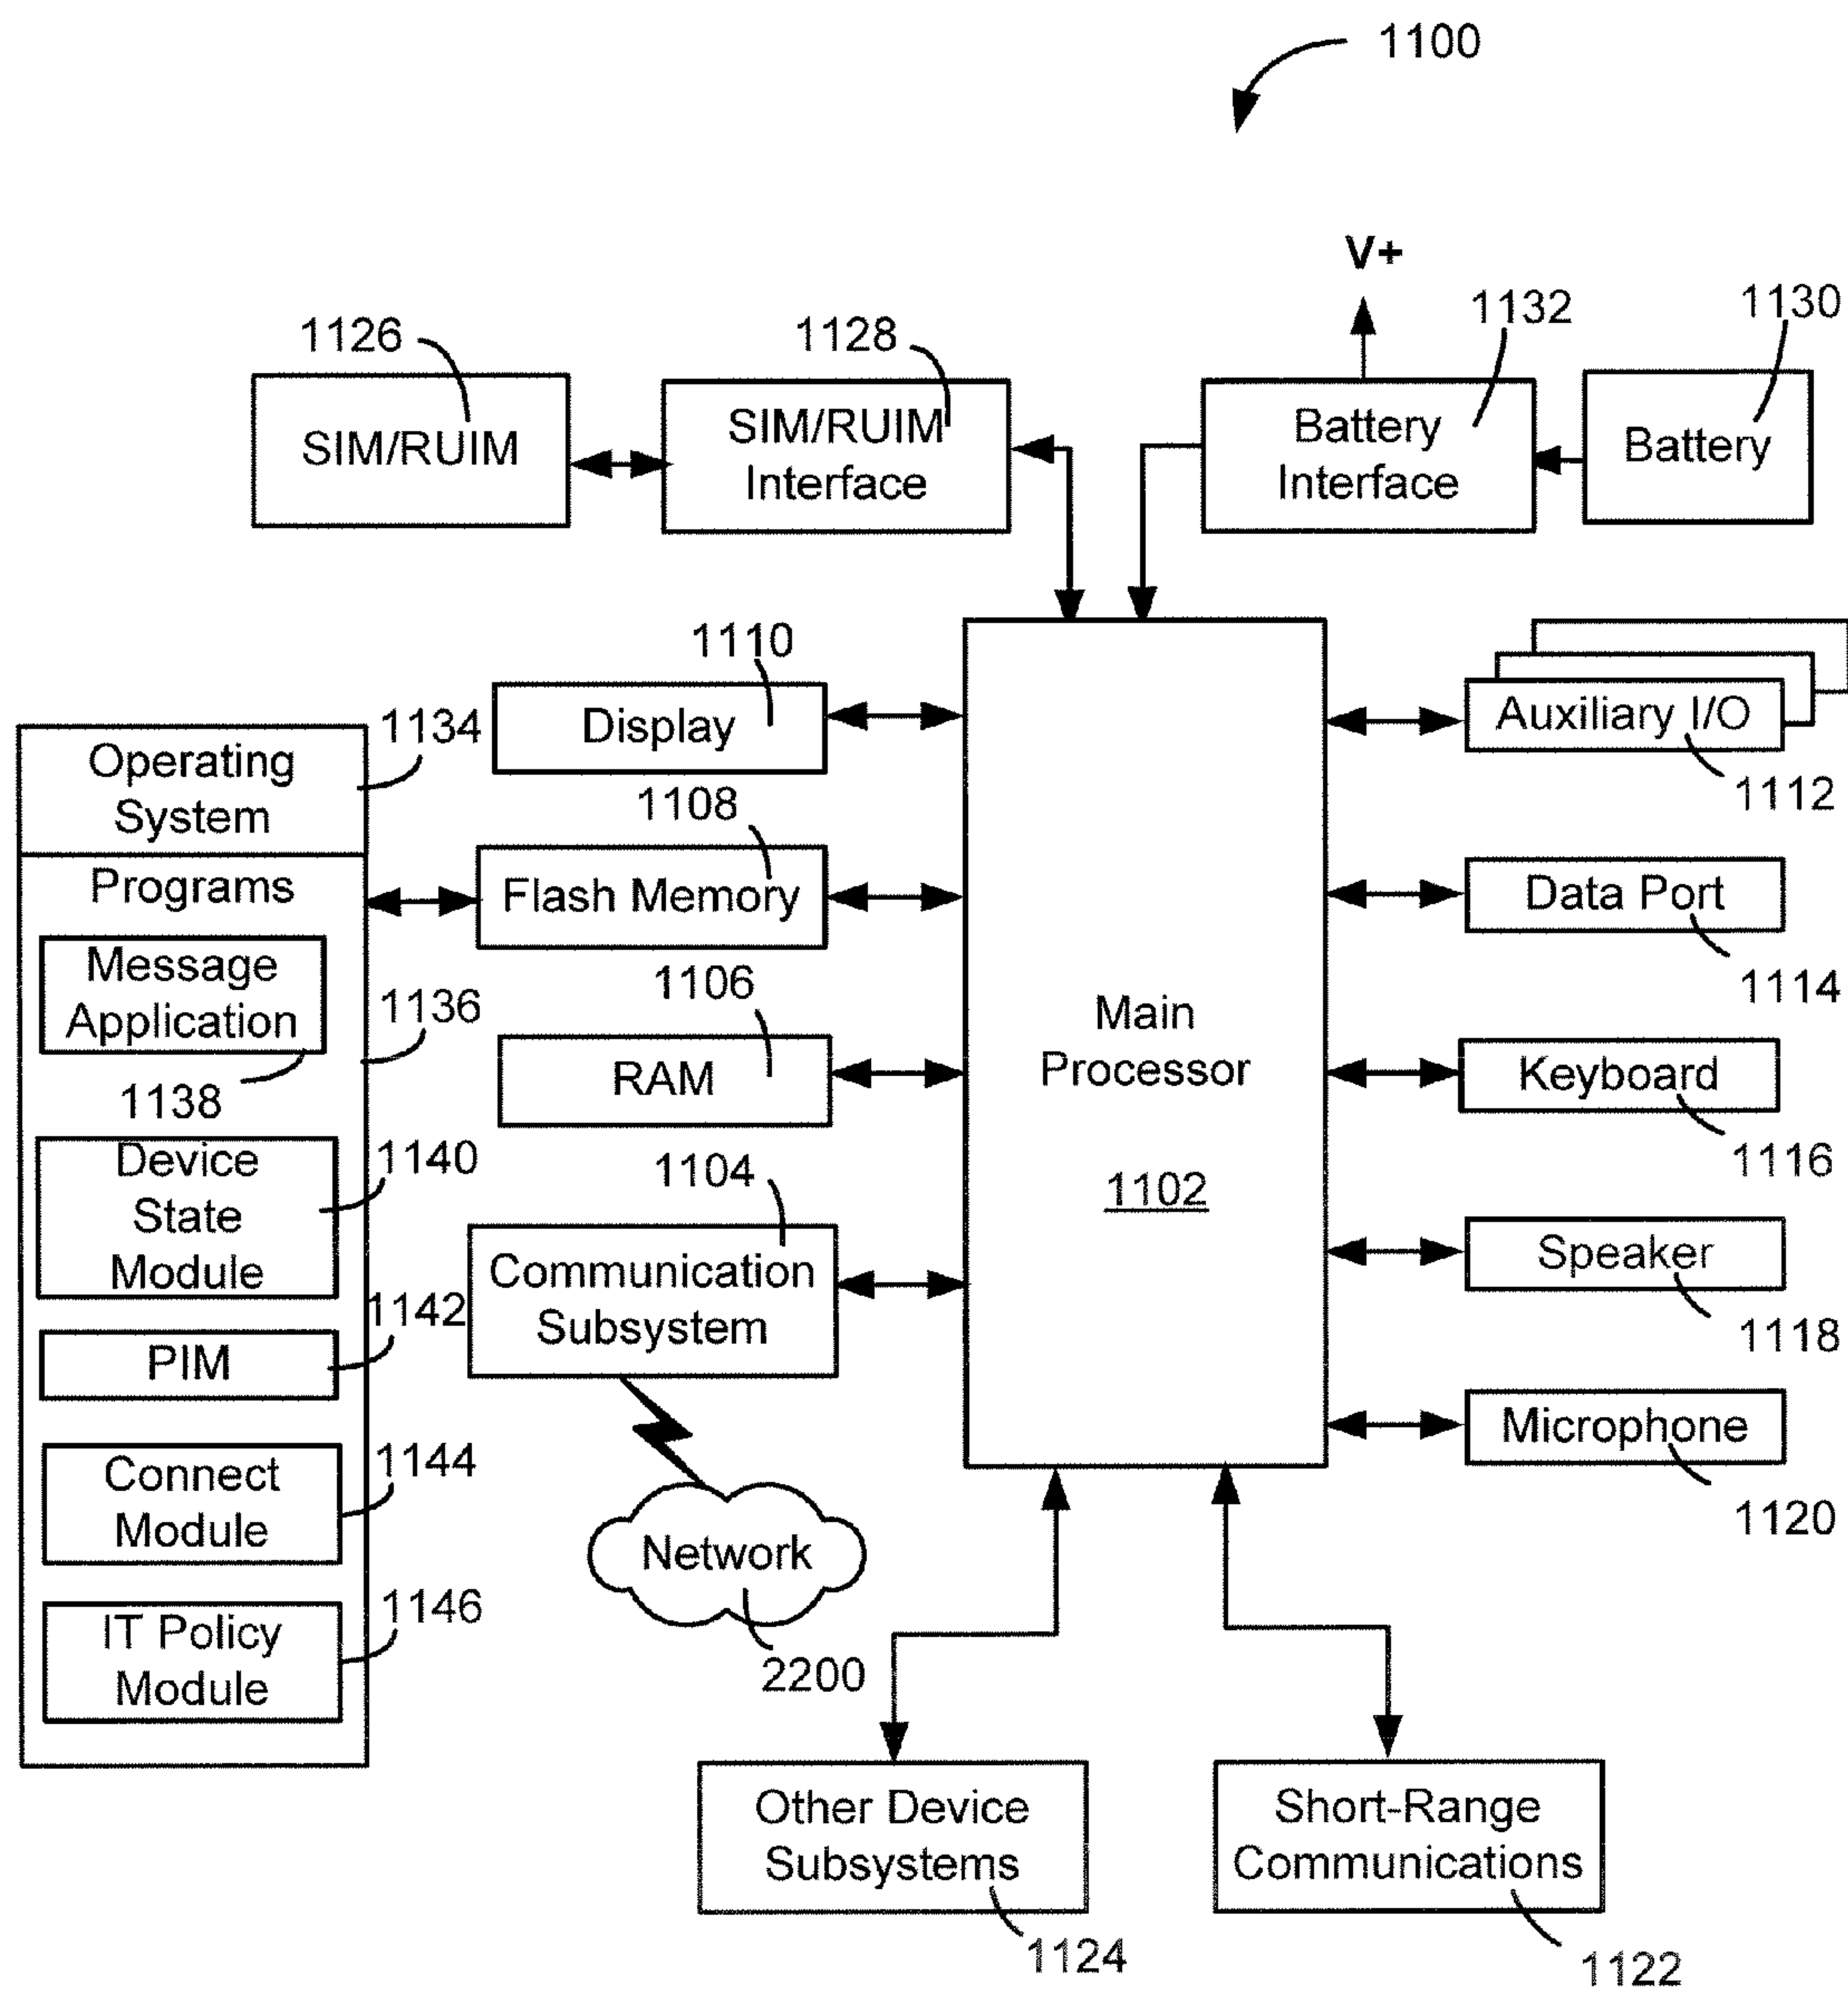 1100
V+
1126
1128
1132
1130
SIM/RUIM
SIM/RUIM
Interface
Battery
Interface
Battery
1110
Display
Auxiliary I/O
1112
1134
Operating
System
1108
Flash Memory
Data Port
1114
Programs
Message
Application
1138
1136
1106
RAM
Main
Processor
1102
Keyboard
1116
Device
State
Module
1140
1104
Communication
Subsystem
Speaker
1118
PIM
1142
Microphone
1120
Connect
Module
1144
Network
2200
IT Policy
Module
1146
Other Device
Subsystems
1124
Short-Range
Communications
1122